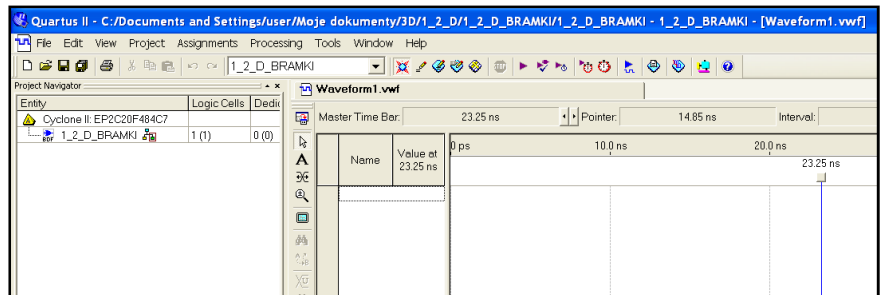 Quartus II - C:/Documents and Settings/user/Moje dokumenty/3D/1_2_D/1_2_D_BRAMKI/1_2_D_BRAMKI - 1_2_D_BRAMKI - [Waveform1.vwf]
File Edit View Project Assignments Processing Tools Window Help
1_2_D_BRAMKI
Project Navigator
Entity Logic Cells Dedic
Cyclone II: EP2C20F484C7
1_2_D_BRAMKI 1 (1) 0 (0)
Waveform1.vwf
Master Time Bar: 23.25 ns Pointer: 14.85 ns Interval:
Name Value at 23.25 ns
0 ps 10.0 ns 20.0 ns
23.25 ns